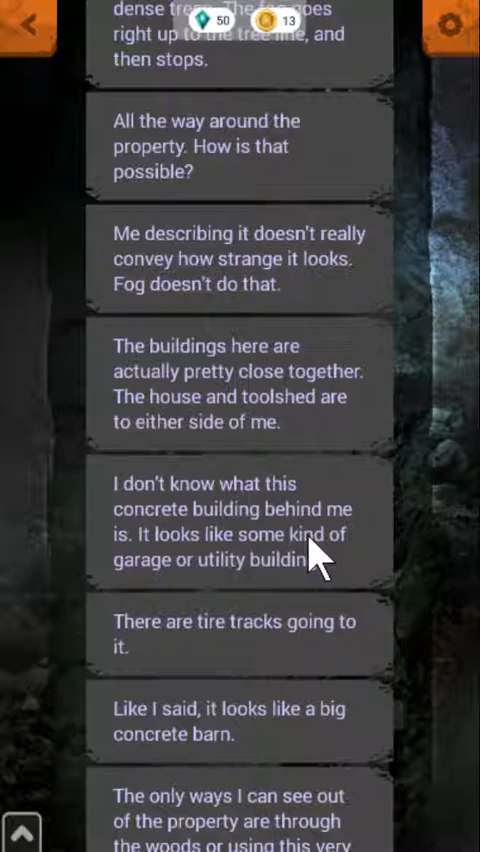 dense trees. The fog goes
50
13
right up to the tree line, and
then stops.
All the way around the
property. How is that
possible?
Me describing it doesn't really
convey how strange it looks.
Fog doesn't do that.
The buildings here are
actually pretty close together.
The house and toolshed are
to either side of me.
I don't know what this
concrete building behind me
is. It looks like some kind of
garage or utility buildin
There are tire tracks going to
it.
Like I said, it looks like a big
concrete barn.
The only ways I can see out
of the property are through
the woods or using this very